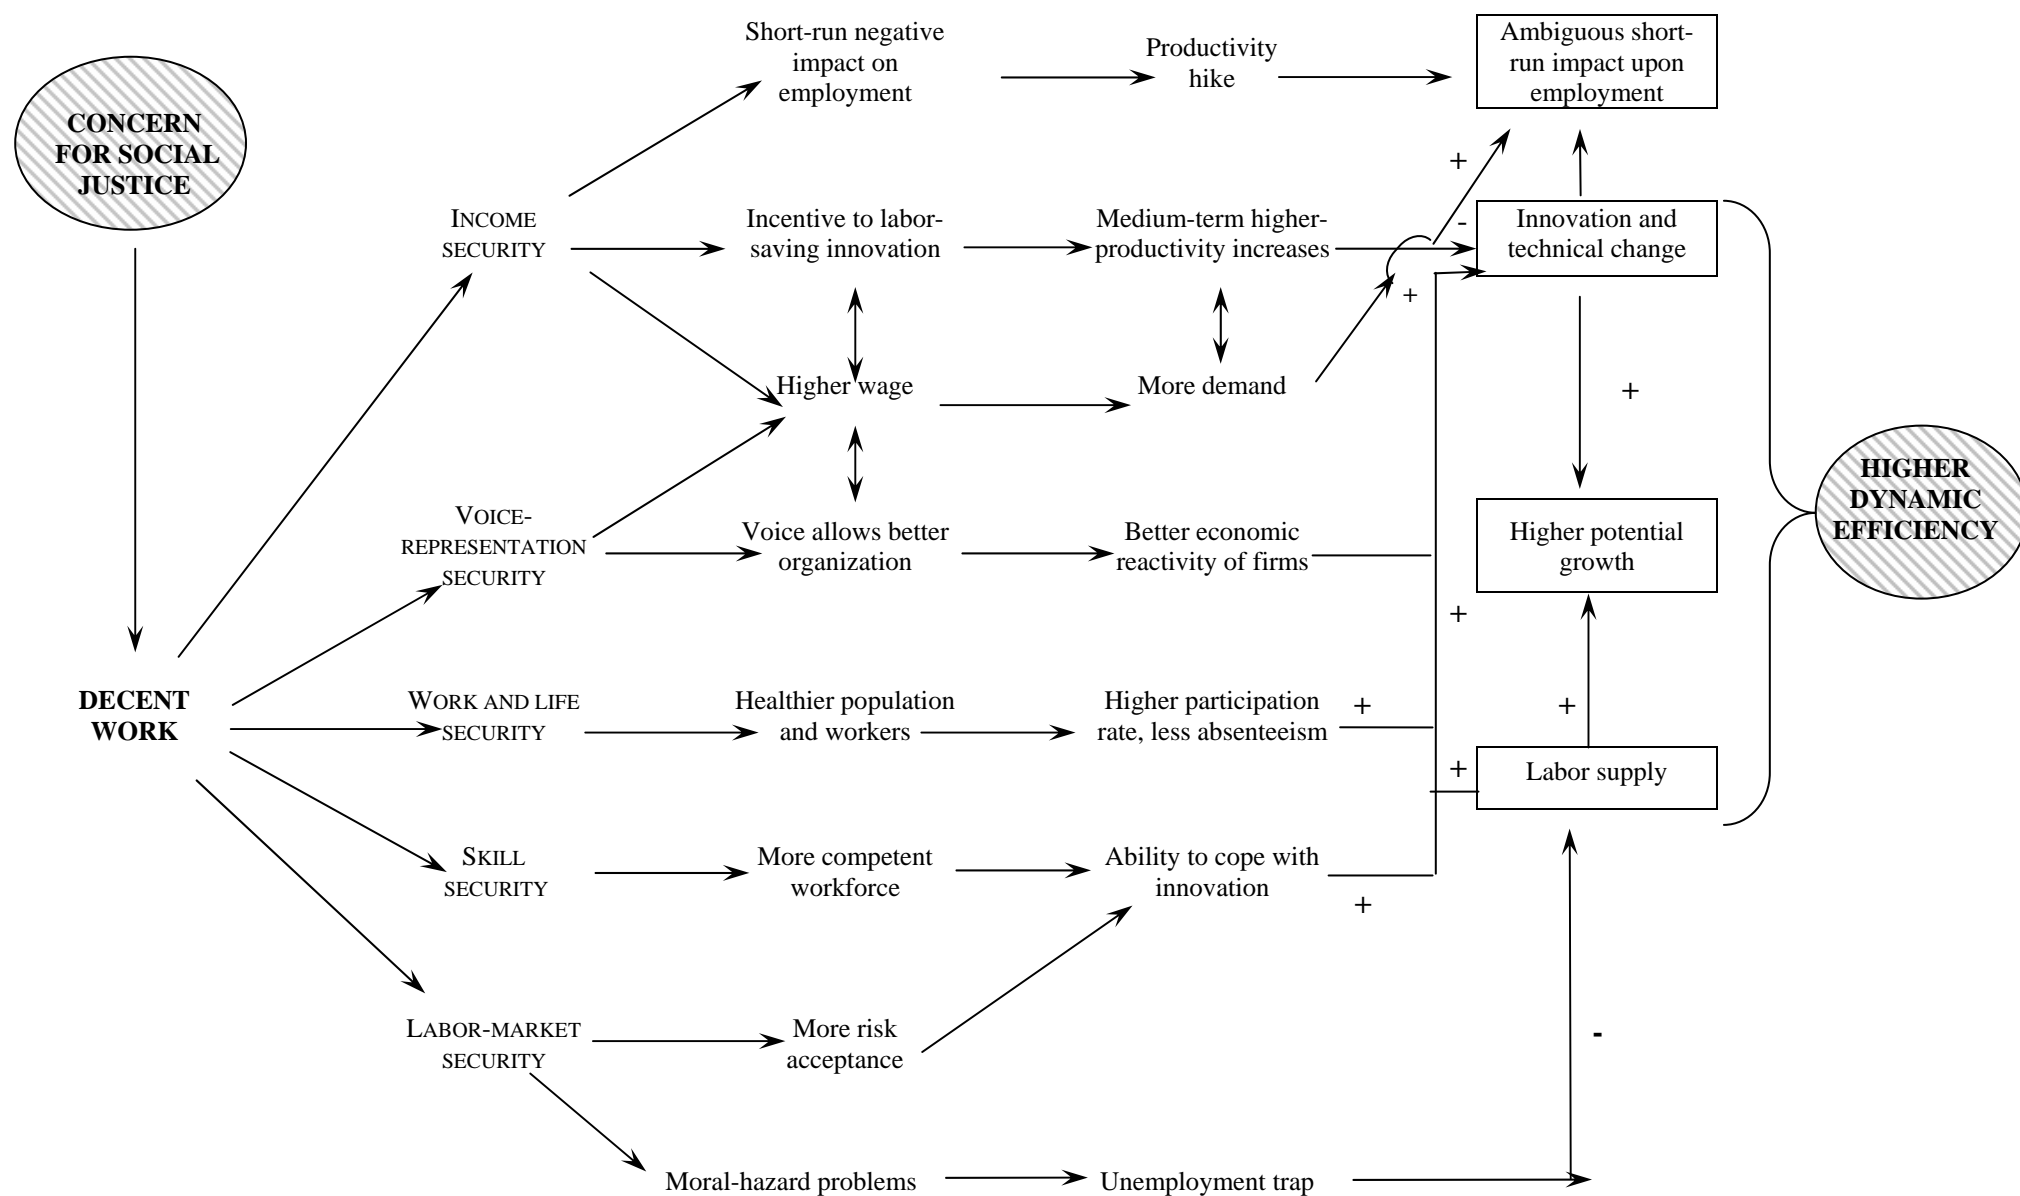 Short-run negative
impact on
employment
Productivity
hike
Ambiguous short-
run impact upon
employment
CONCERN
FOR SOCIAL
JUSTICE
+
INCOME
SECURITY
Incentive to labor-
saving innovation
Medium-term higher-
productivity increases
-
Innovation and
technical change
+
Higher wage
More demand
+
HIGHER
DYNAMIC
EFFICIENCY
VOICE-
REPRESENTATION
SECURITY
Voice allows better
organization
Better economic
reactivity of firms
Higher potential
growth
+
DECENT
WORK
WORK AND LIFE
SECURITY
Healthier population
and workers
Higher participation
rate, less absenteeism
+
+
+
Labor supply
SKILL
SECURITY
More competent
workforce
Ability to cope with
innovation
+
LABOR-MARKET
SECURITY
More risk
acceptance
-
Moral-hazard problems
Unemployment trap